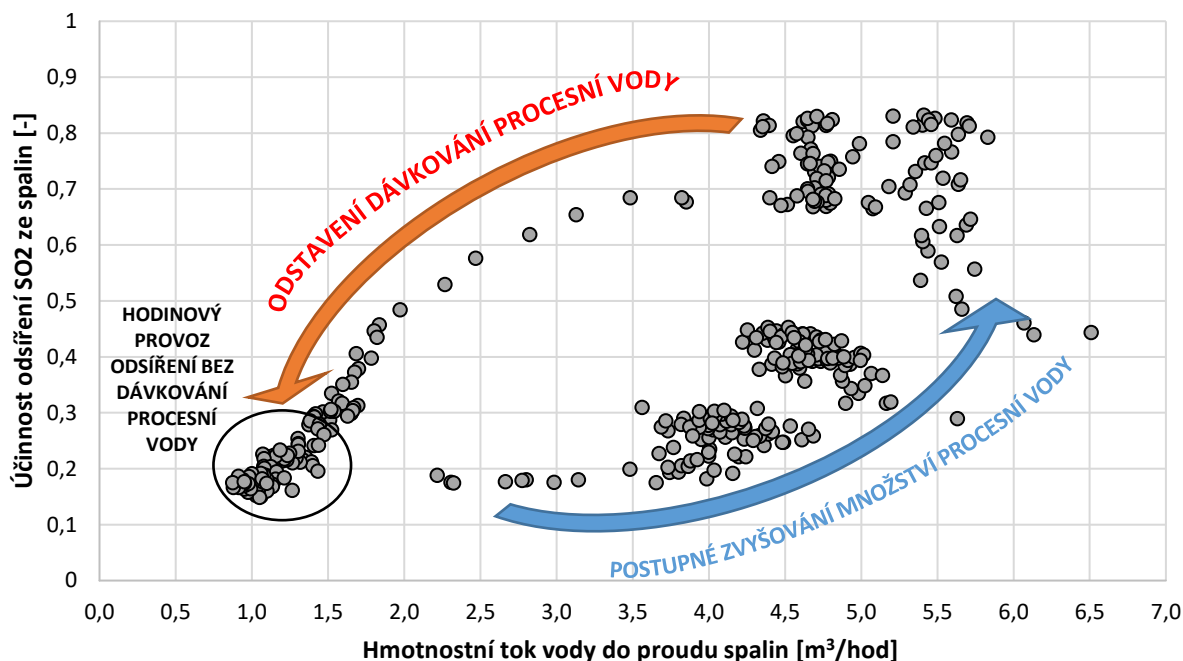 Účinnost odsíření SO2 ze spalin [-]
1
0,9
0,8
0,7
0,6
0,5
0,4
0,3
0,2
0,1
0
ODSTAVENÍ DÁVKOVÁNÍ PROCESNÍ VODY
HODINOVÝ
PROVOZ
ODSÍŘENÍ BEZ
DÁVKOVÁNÍ
PROCESNÍ
VODY
POSTUPNÉ ZVYŠOVÁNÍ MNOŽSTVÍ PROCESNÍ VODY
0,0 0,5 1,0 1,5 2,0 2,5 3,0 3,5 4,0 4,5 5,0 5,5 6,0 6,5 7,0
Hmotnostní tok vody do proudu spalin [m³/hod]